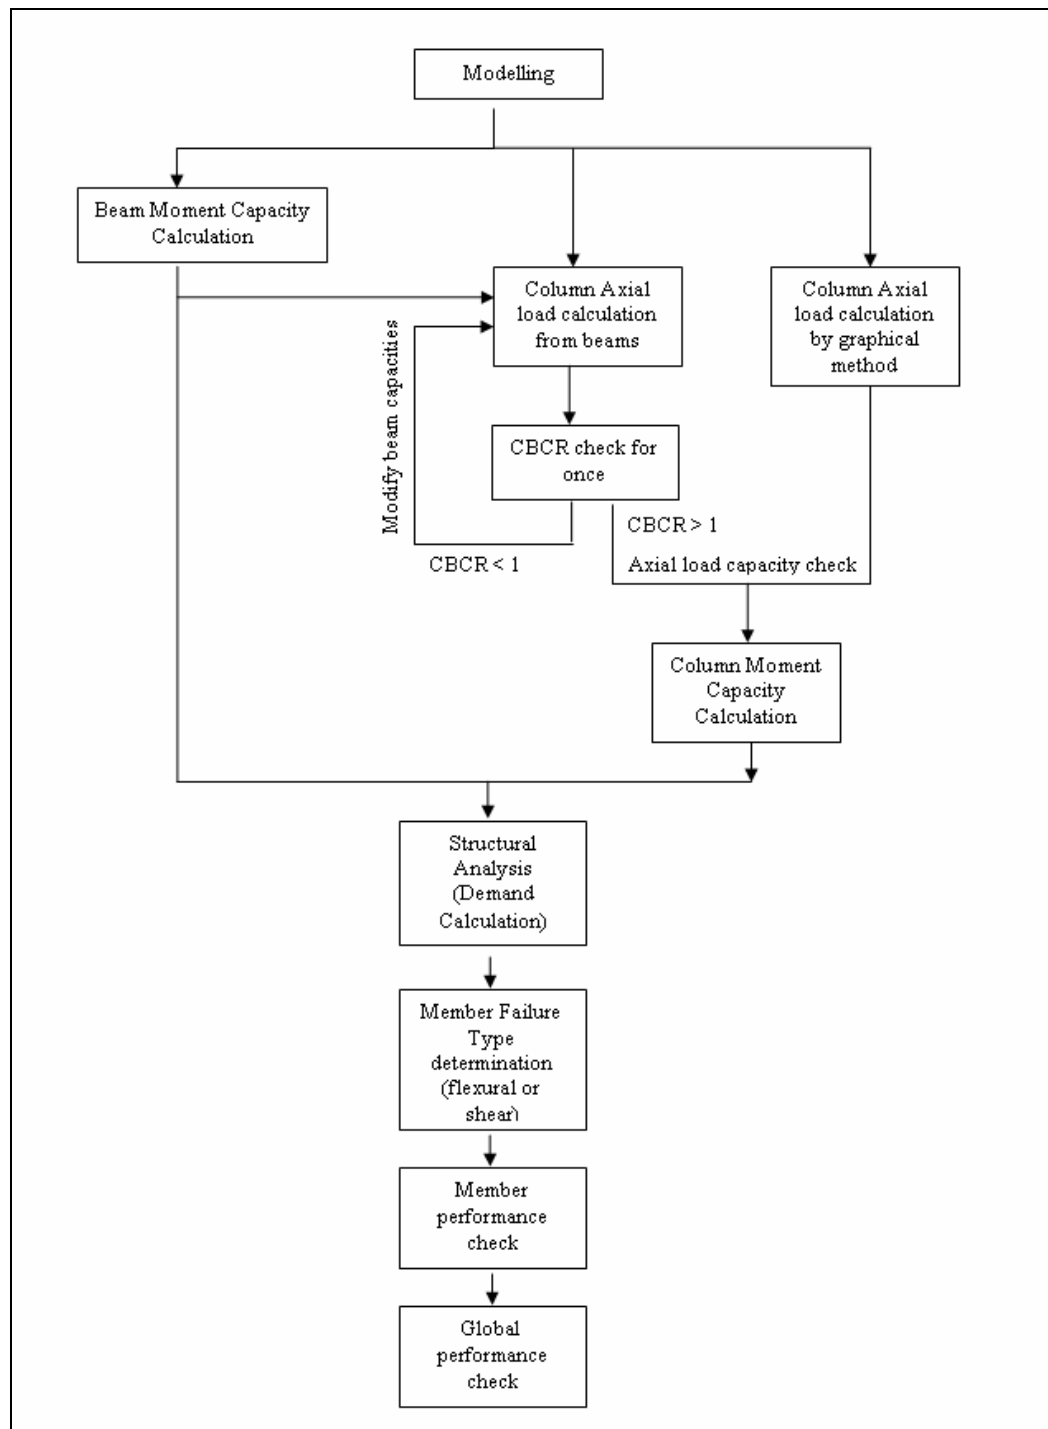 Modelling
Beam Moment Capacity
Calculation
Column Axial
load calculation
from beams
Column Axial
load calculation
by graphical
method
Modify beam capacities
CBCR check for
once
CBCR > 1
CBCR < 1
Axial load capacity check
Column Moment
Capacity
Calculation
Structural
Analysis
(Demand
Calculation)
Member Failure
Type
determination
(flexural or
shear)
Member
performance
check
Global
performance
check